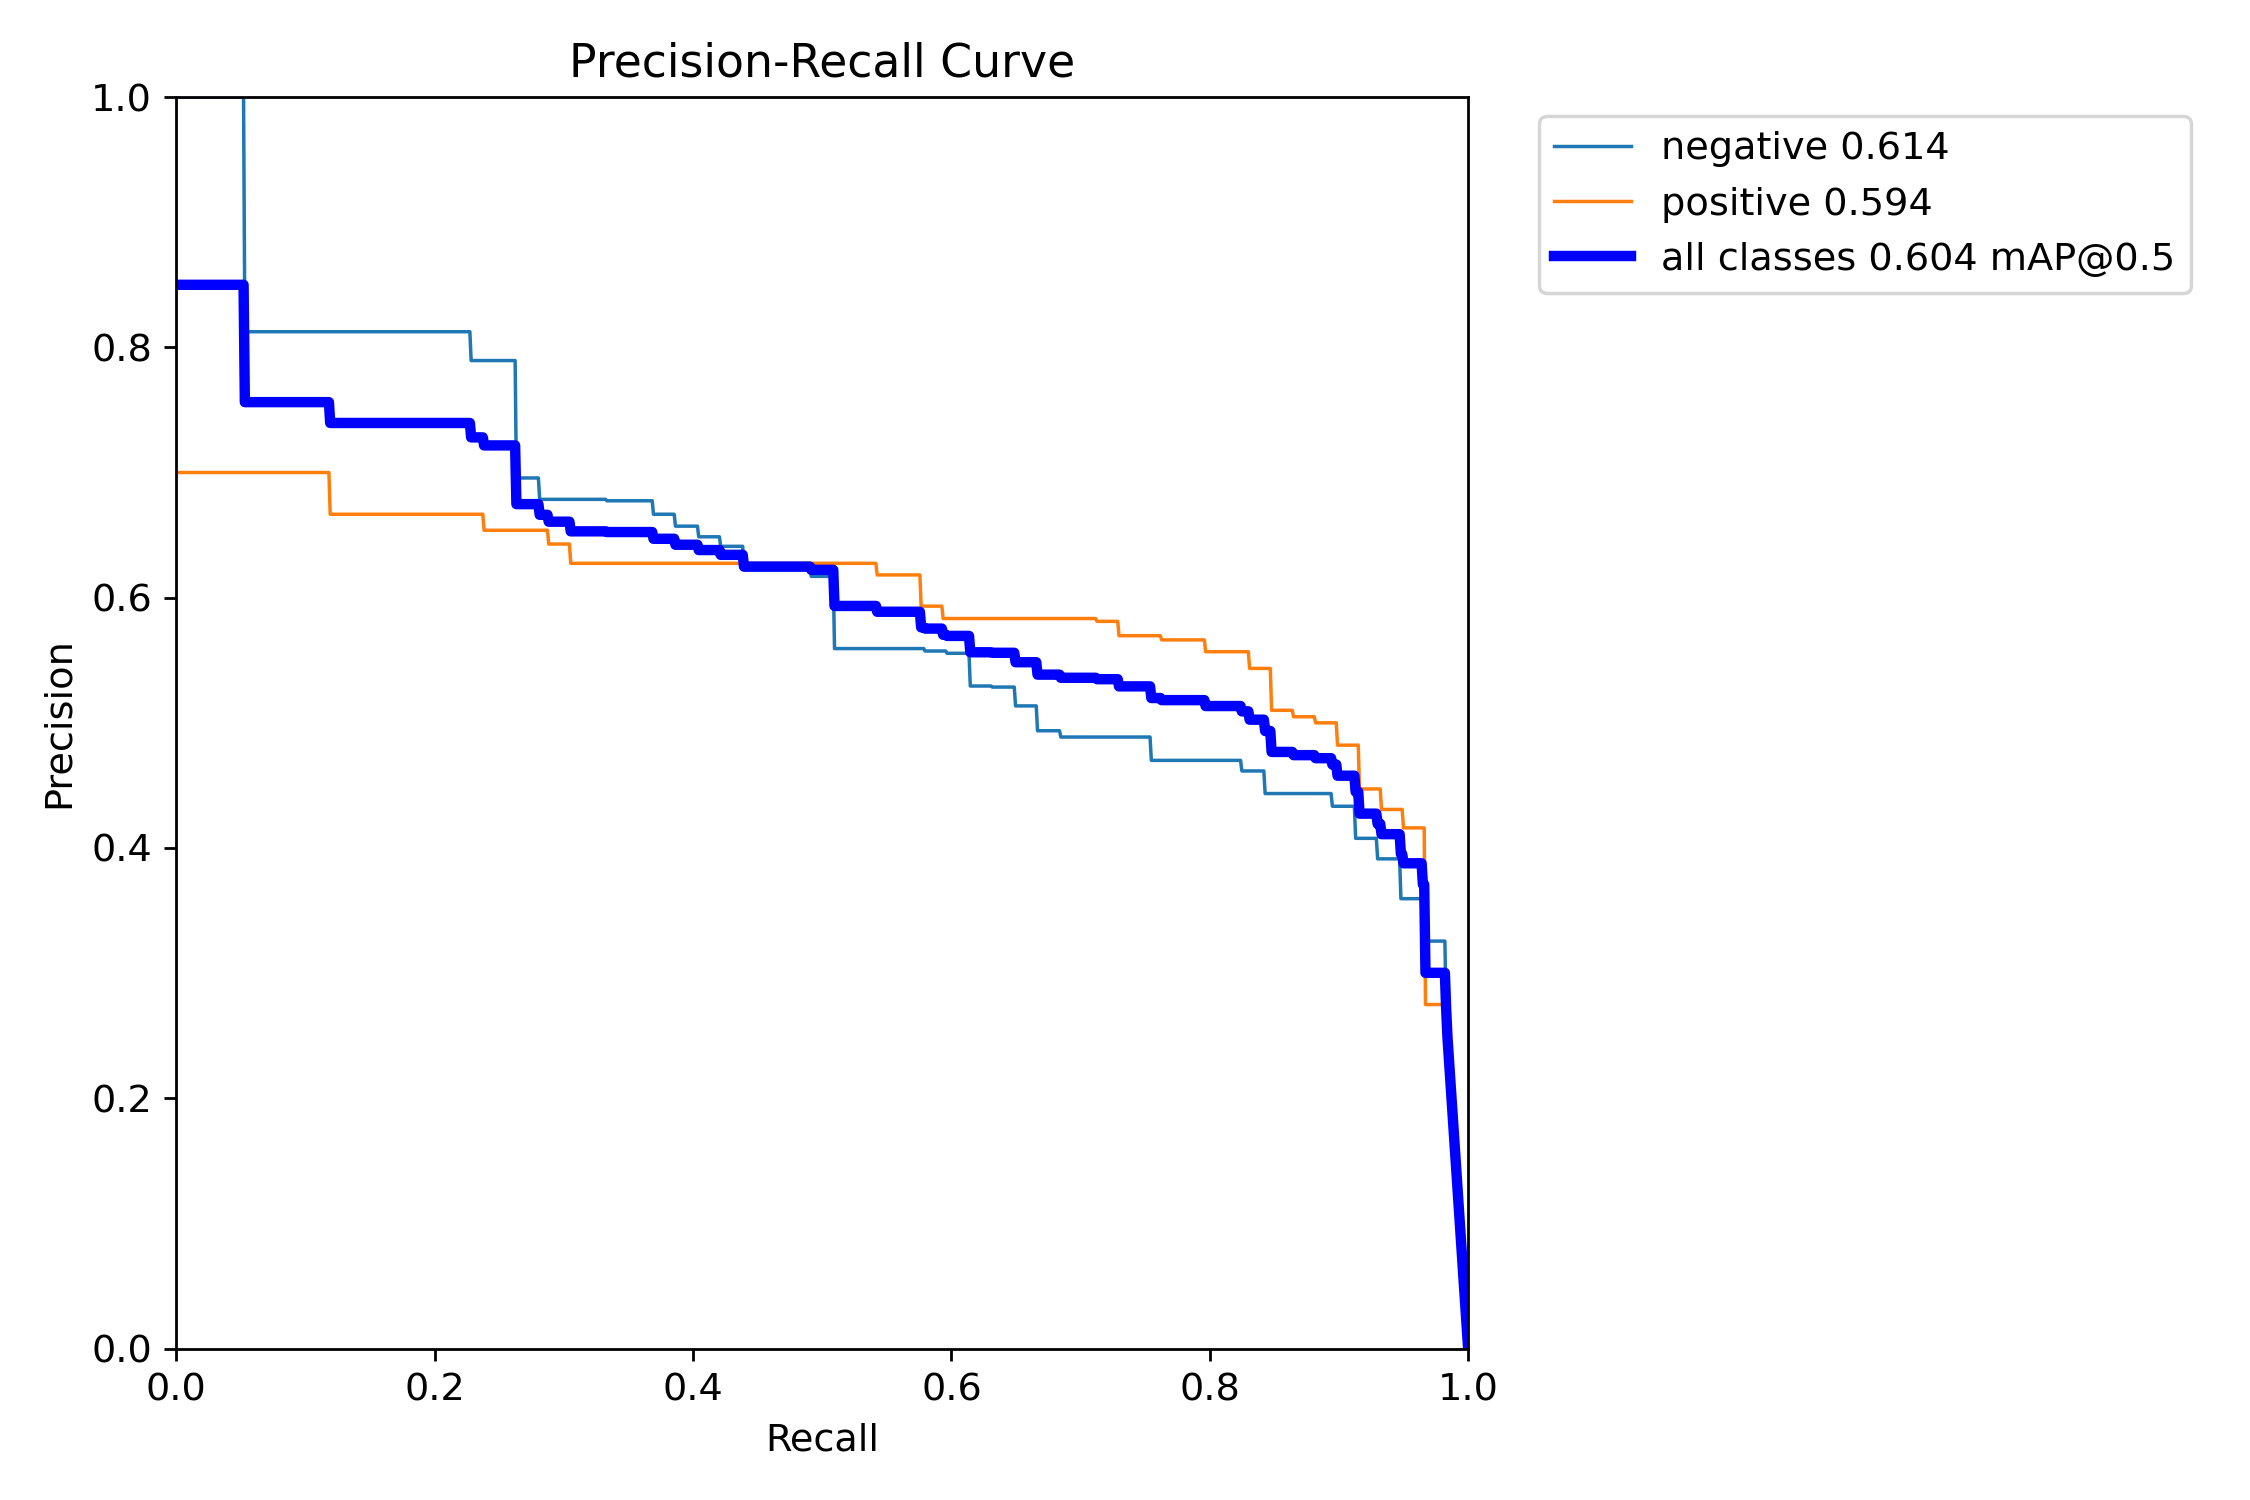 Precision-Recall Curve
1.0
0.8
0.6
0.4
0.2
0.0
Precision
0.0 0.2 0.4 0.6 0.8 1.0
Recall
negative 0.614
positive 0.594
all classes 0.604 mAP@0.5